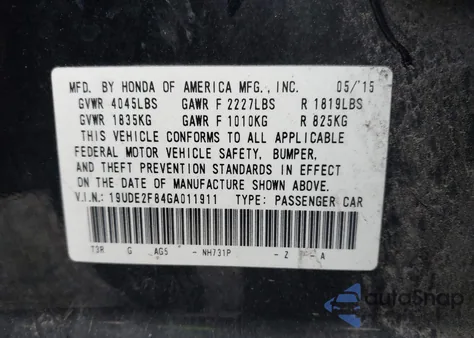 MFD. BY HONDA OF AMERICA MFG., INC. 05/'15
GVWR 4045LBS GAWR F 2227LBS R 1819LBS
GVWR 1835KG GAWR F 1010KG R 825KG
THIS VEHICLE CONFORMS TO ALL APPLICABLE
FEDERAL MOTOR VEHICLE SAFETY, BUMPER,
AND THEFT PREVENTION STANDARDS IN EFFECT
ON THE DATE OF MANUFACTURE SHOWN ABOVE.
V.I.N.: 19UDE2F84GA011911 TYPE: PASSENGER CAR
T3R G AG5 - NH731P - Z - A
AutoSnap